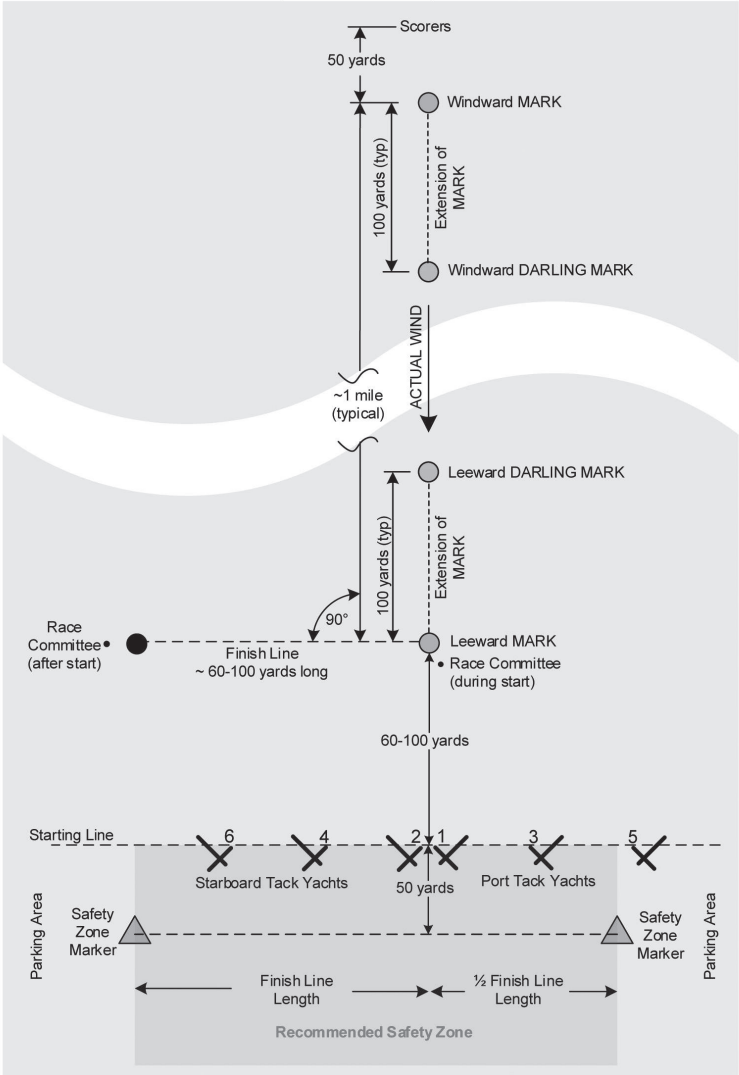 Scorers
50 yards
Windward MARK
100 yards (typ)
Extension of
MARK
Windward DARLING MARK
ACTUAL WIND
~1 mile
(typical)
Leeward DARLING MARK
100 yards (typ)
Extension of
MARK
90°
Race
Committee
(after start)
Finish Line
~ 60-100 yards long
Leeward MARK
Race Committee
(during start)
60-100 yards
Starting Line
6
4
2
1
3
5
Starboard Tack Yachts
50 yards
Port Tack Yachts
Parking Area
Safety
Zone
Marker
Safety
Zone
Marker
Parking Area
Finish Line
Length
½ Finish Line
Length
Recommended Safety Zone